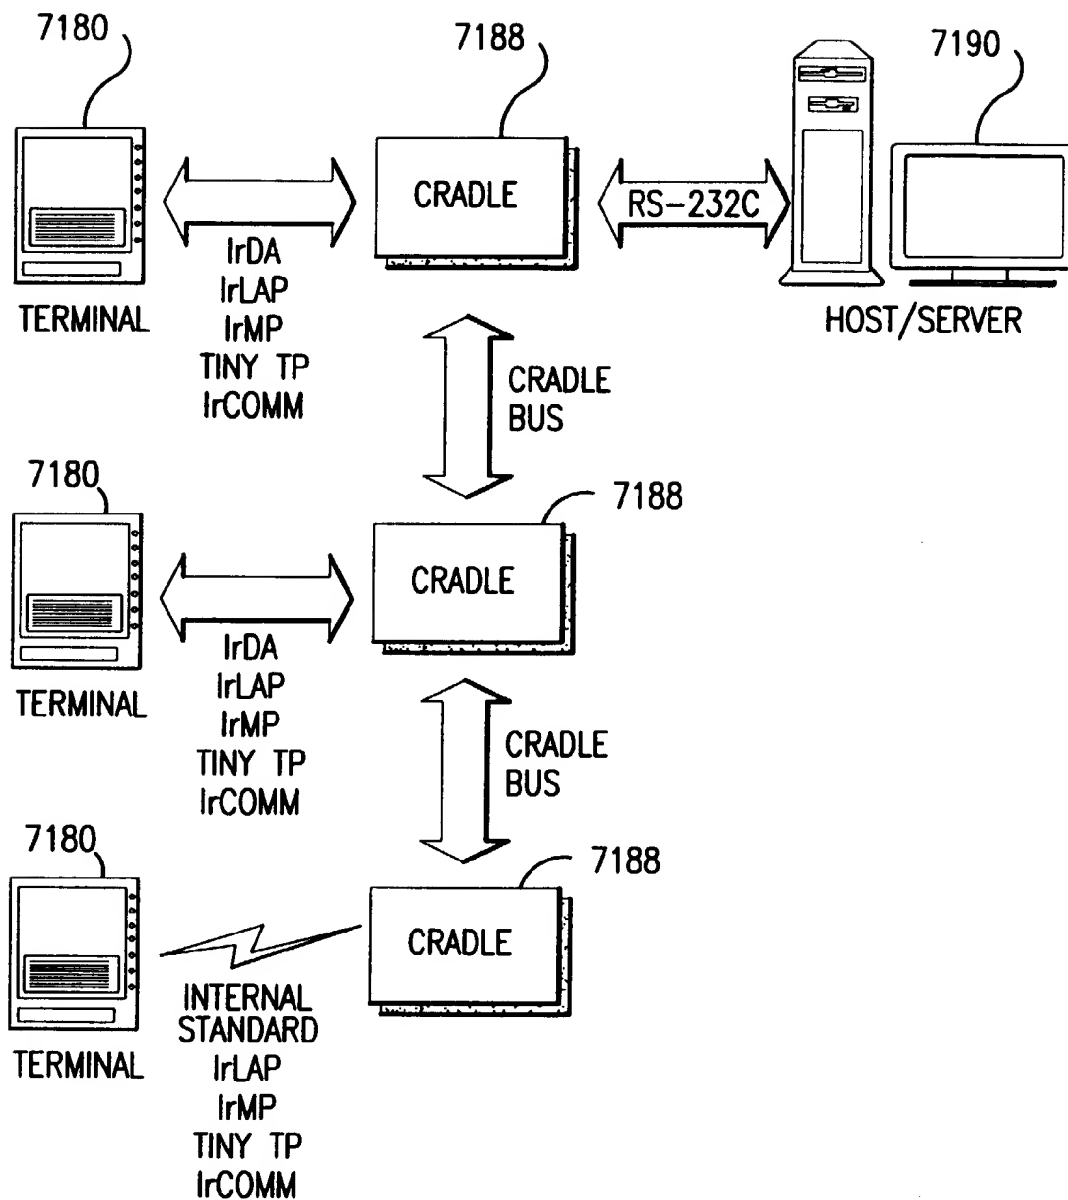 7180
7188
7190
CRADLE
RS-232C
IrDA
IrLAP
IrMP
TINY TP
IrCOMM
TERMINAL
HOST/SERVER
CRADLE
BUS
7180
7188
CRADLE
IrDA
IrLAP
IrMP
TINY TP
IrCOMM
TERMINAL
CRADLE
BUS
7180
7188
CRADLE
INTERNAL
STANDARD
IrLAP
IrMP
TINY TP
IrCOMM
TERMINAL